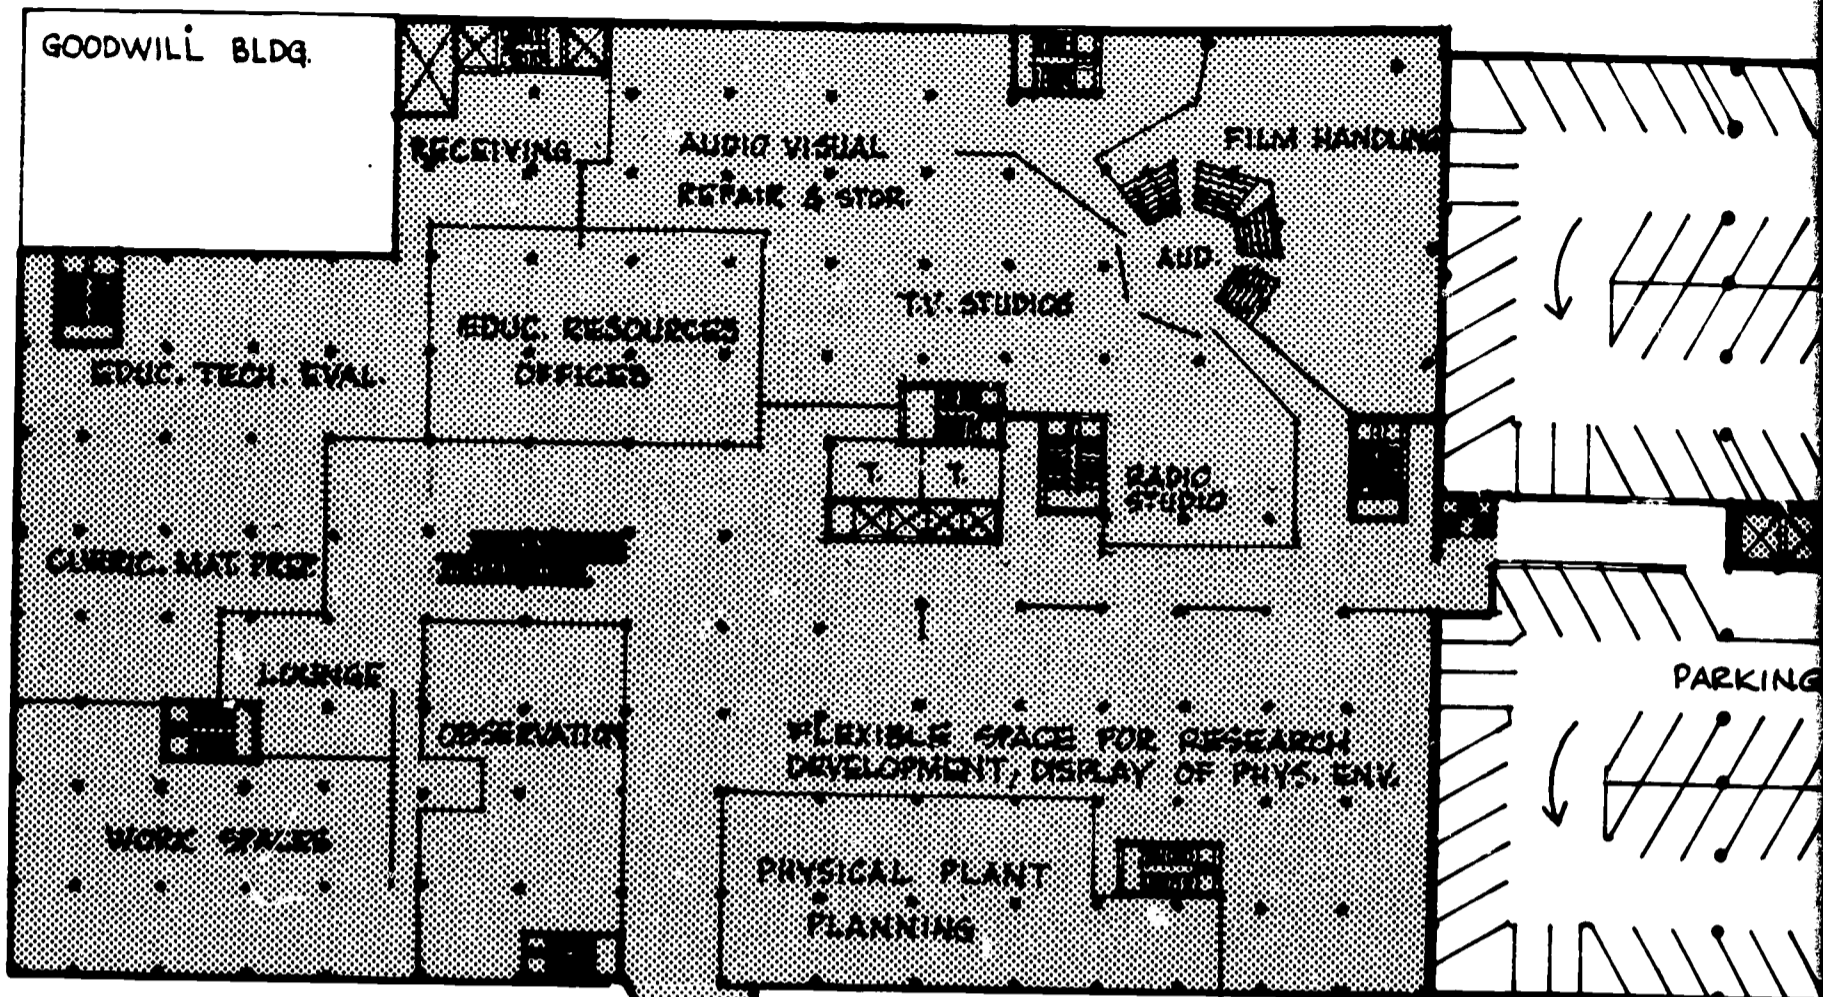 GOODWILL BLDG.
RECEIVING
AUDIO VISUAL
REPAIR & STOR.
FILM HANDLING
AUD.
T.V. STUDIOS
EDUC. RESOURCES
OFFICES
EDUC. TECH. EVAL.
T. T.
RADIO
STUDIO
CURRIC. MAT PREP
LOUNGE
OBSERVATION
PARKING
FLEXIBLE SPACE FOR RESEARCH
DEVELOPMENT, DISPLAY OF PHYS. ENV.
WORK SPACES
PHYSICAL PLANT
PLANNING